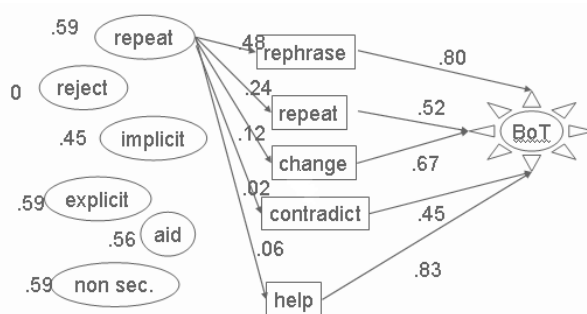 .59 repeat .48 rephrase .80
0 reject .24 repeat .52 BoT
.45 implicit .12 change .67
.59 explicit .02 contradict .45
.56 aid .06 .83
.59 non sec. help